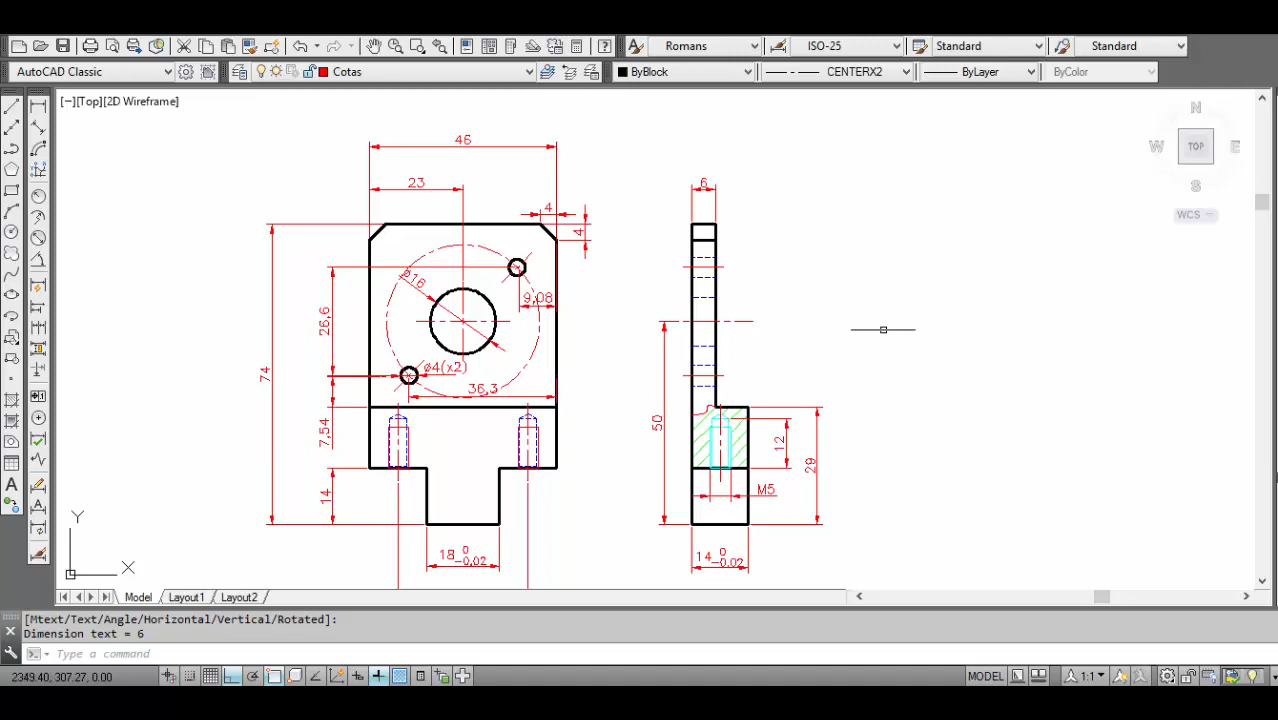 Romans
ISO-25
Standard
Standard
AutoCAD Classic
Cotas
ByBlock
CENTERX2
ByLayer
ByColor
[−][Top][2D Wireframe]
N
W TOP E
S
WCS
46
23
6
4
4
ø16
9,08
26,6
ø4(x2)
36,3
74
7,54
50
12
29
14
M5
18 0 -0,02
14 0 -0,02
Y
X
Model Layout1 Layout2
[Mtext/Text/Angle/Horizontal/Vertical/Rotated]:
Dimension text = 6
Type a command
2349.40, 307.27, 0.00
MODEL
1:1